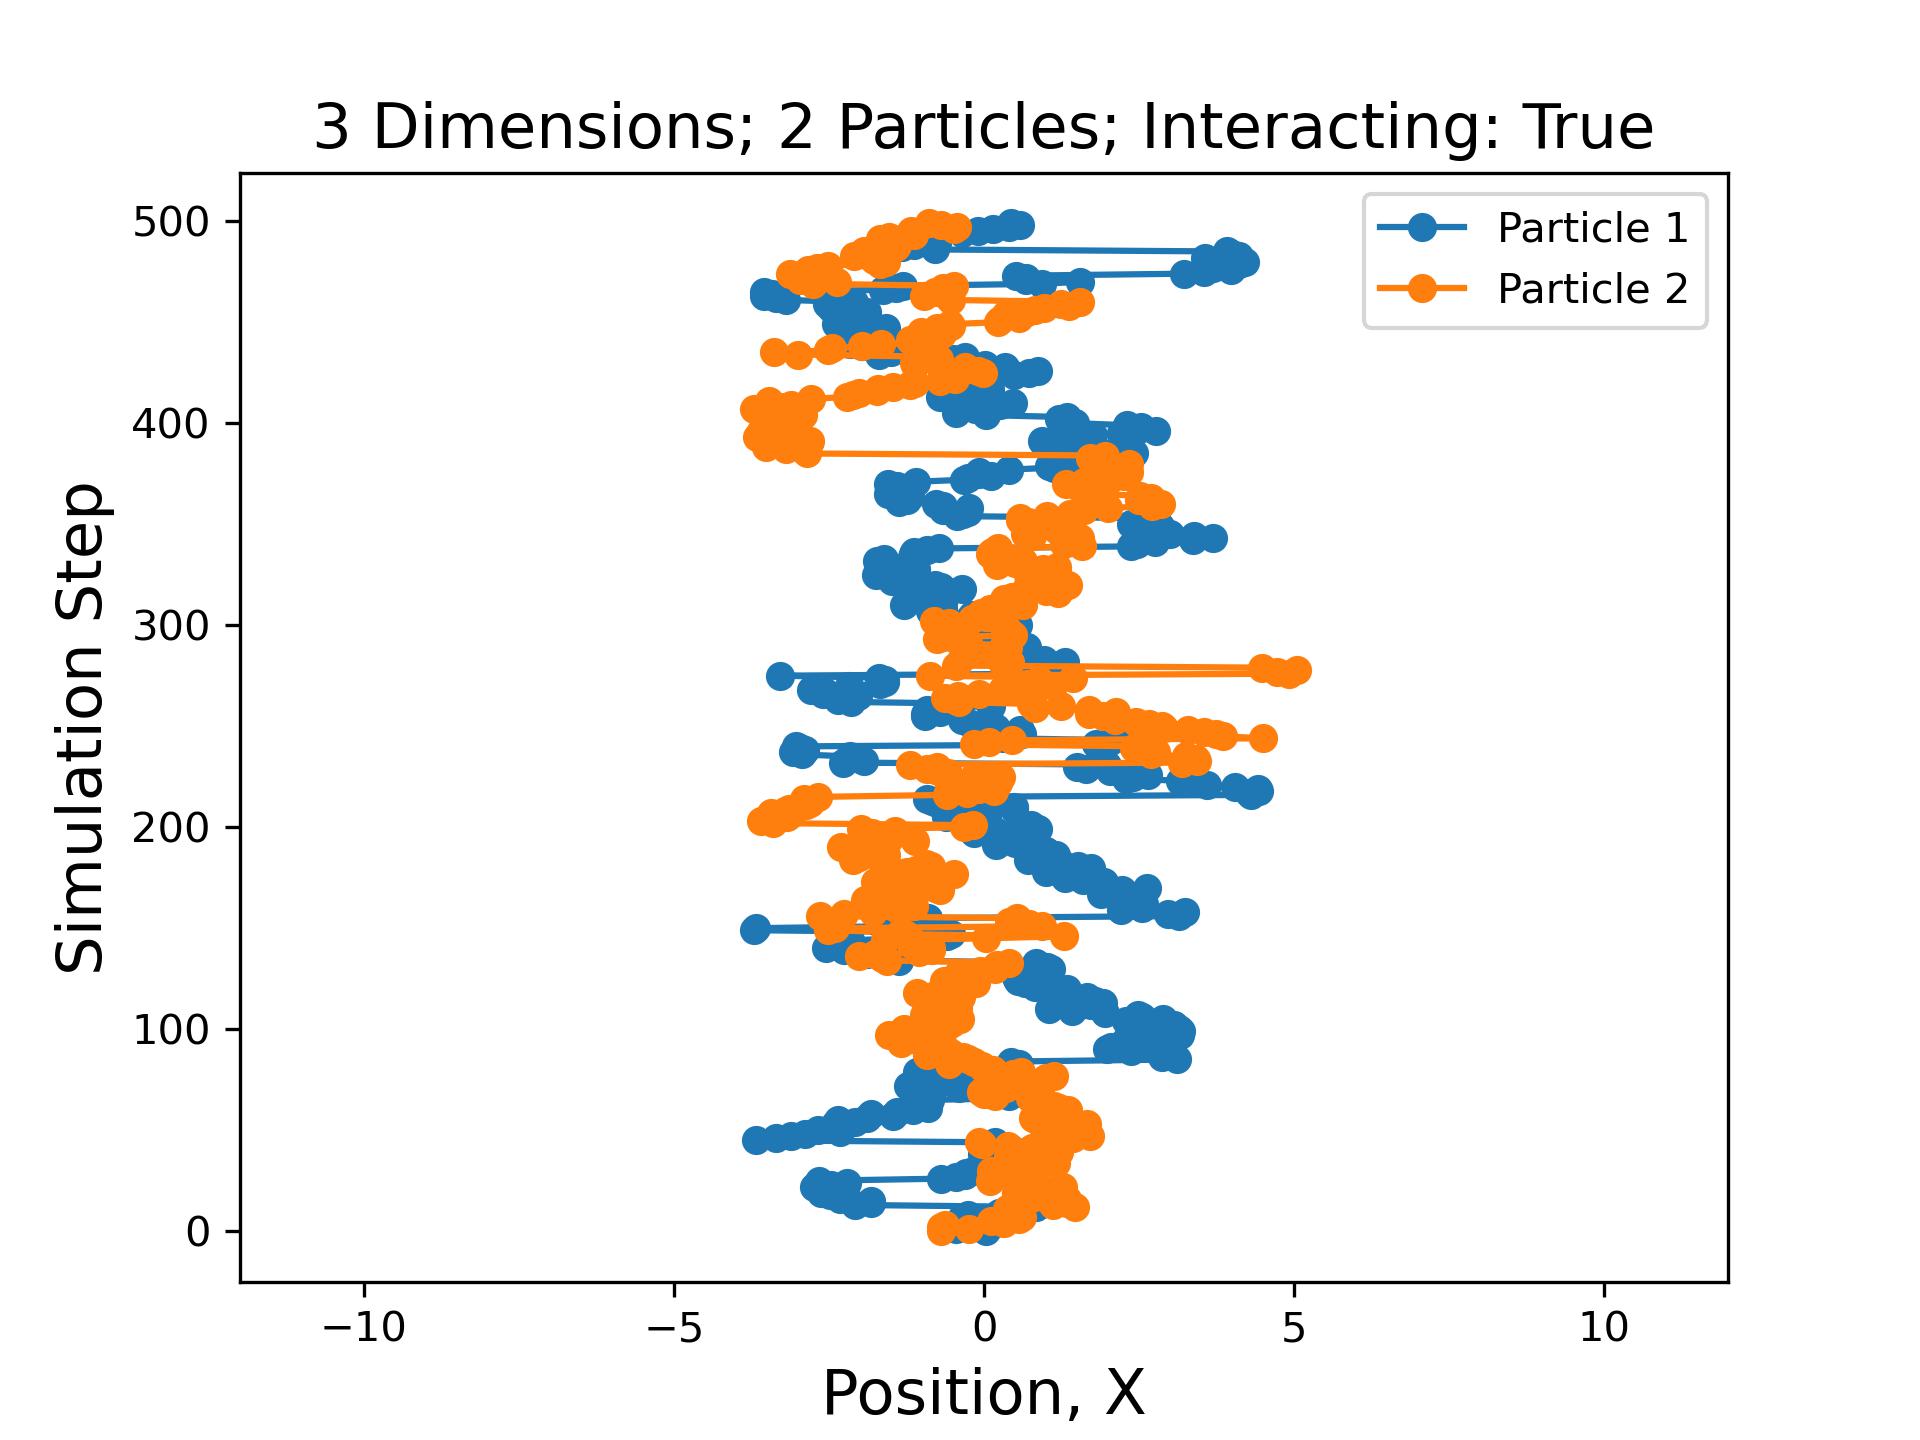 3 Dimensions; 2 Particles; Interacting: True
Particle 1
Particle 2
Simulation Step
500
400
300
200
100
0
−10
−5
0
5
10
Position, X